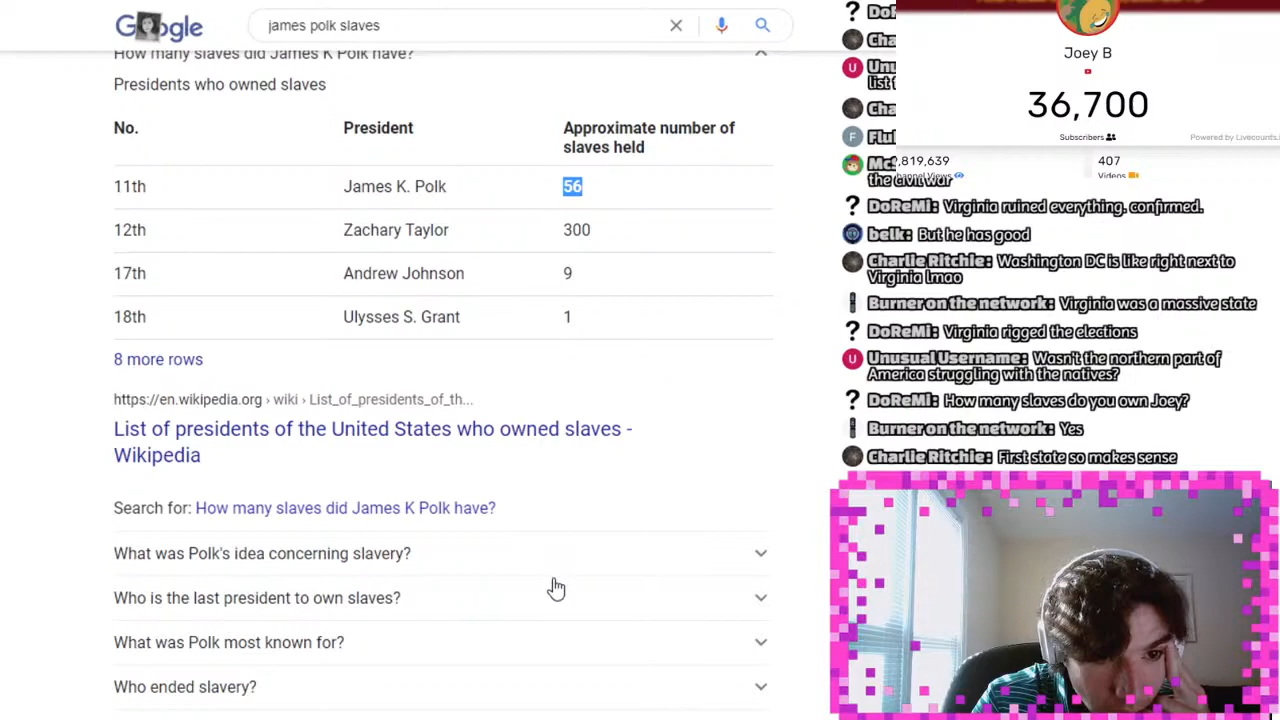 Google
james polk slaves
How many slaves did James K Polk have?
Presidents who owned slaves
No. President Approximate number of
slaves held
11th James K. Polk 56
12th Zachary Taylor 300
17th Andrew Johnson 9
18th Ulysses S. Grant 1
8 more rows
https://en.wikipedia.org › wiki › List_of_presidents_of_th...
List of presidents of the United States who owned slaves -
Wikipedia
Search for: How many slaves did James K Polk have?
What was Polk's idea concerning slavery?
Who is the last president to own slaves?
What was Polk most known for?
Who ended slavery?
Joey B
36,700
Subscribers
Powered by Livecounts.
,819,639
407
Videos
the civil war
DoReMi: Virginia ruined everything. confirmed.
belk: But he has good
Charlie Ritchie: Washington DC is like right next to
Virginia lmao
Burner on the network: Virginia was a massive state
DoReMi: Virginia rigged the elections
U Unusual Username: Wasn't the northern part of
America struggling with the natives?
DoReMi: How many slaves do you own Joey?
Burner on the network: Yes
Charlie Ritchie: First state so makes sense